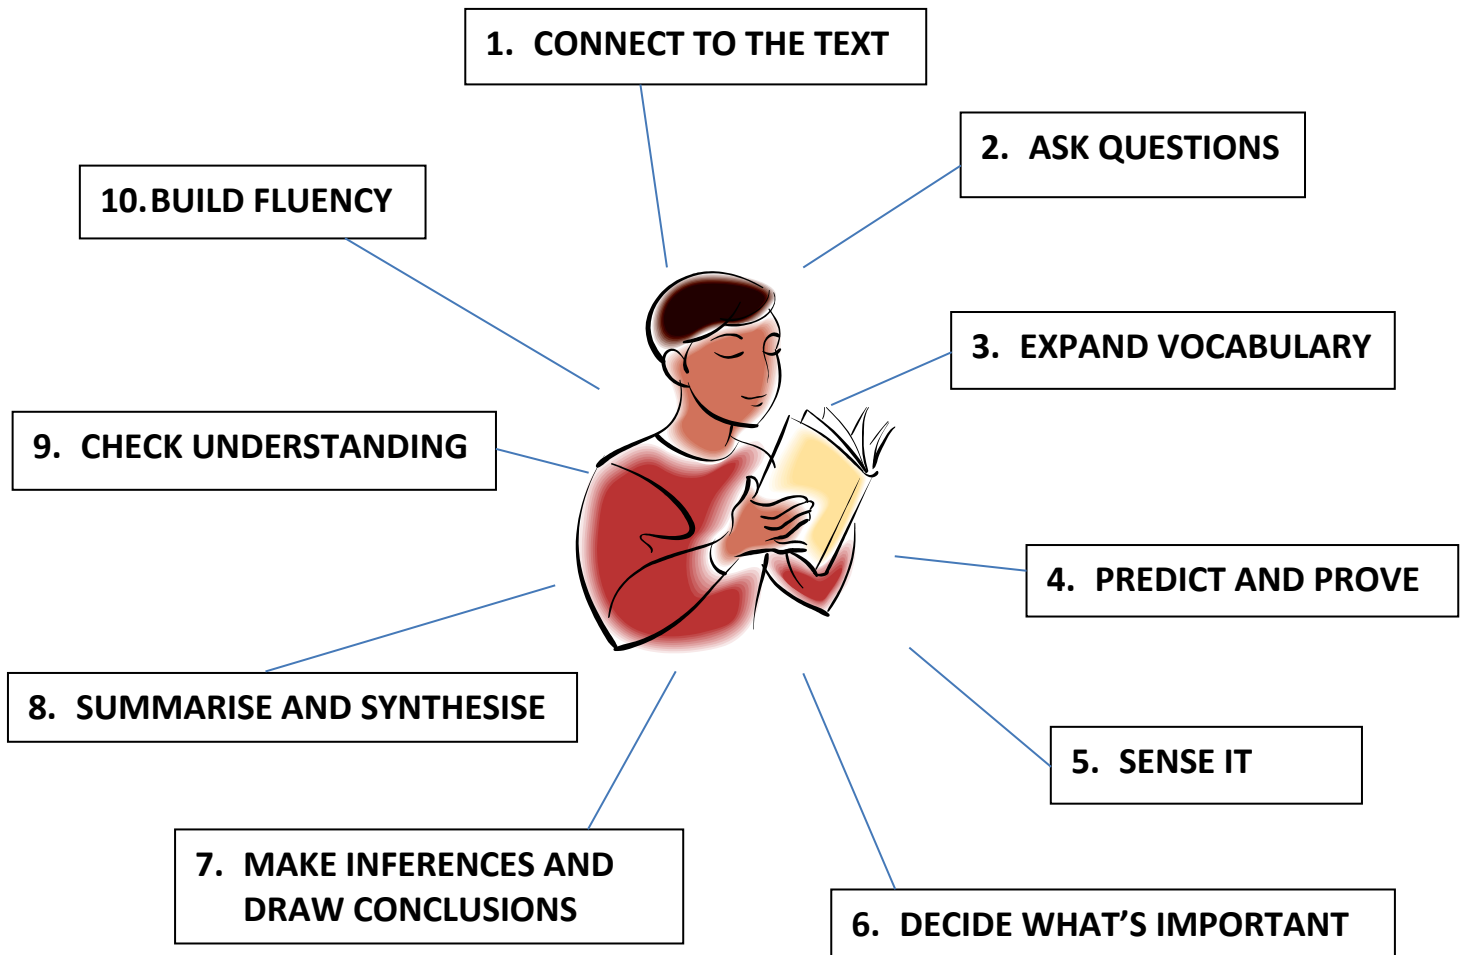 1. CONNECT TO THE TEXT
2. ASK QUESTIONS
3. EXPAND VOCABULARY
4. PREDICT AND PROVE
5. SENSE IT
6. DECIDE WHAT’S IMPORTANT
7. MAKE INFERENCES AND
DRAW CONCLUSIONS
8. SUMMARISE AND SYNTHESISE
9. CHECK UNDERSTANDING
10.BUILD FLUENCY